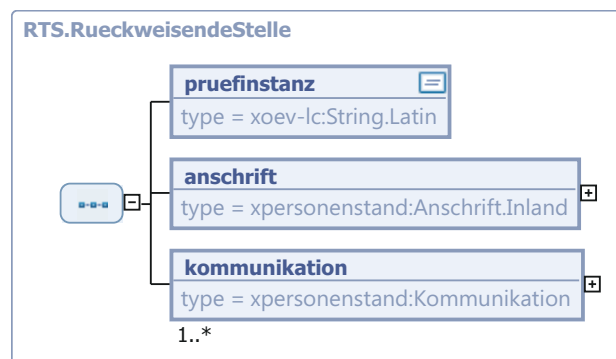 RTS.RueckweisendeStelle
pruefinstanz
type = xoev-lc:String.Latin
anschrift
type = xpersonenstand:Anschrift.Inland
kommunikation
type = xpersonenstand:Kommunikation
1..*